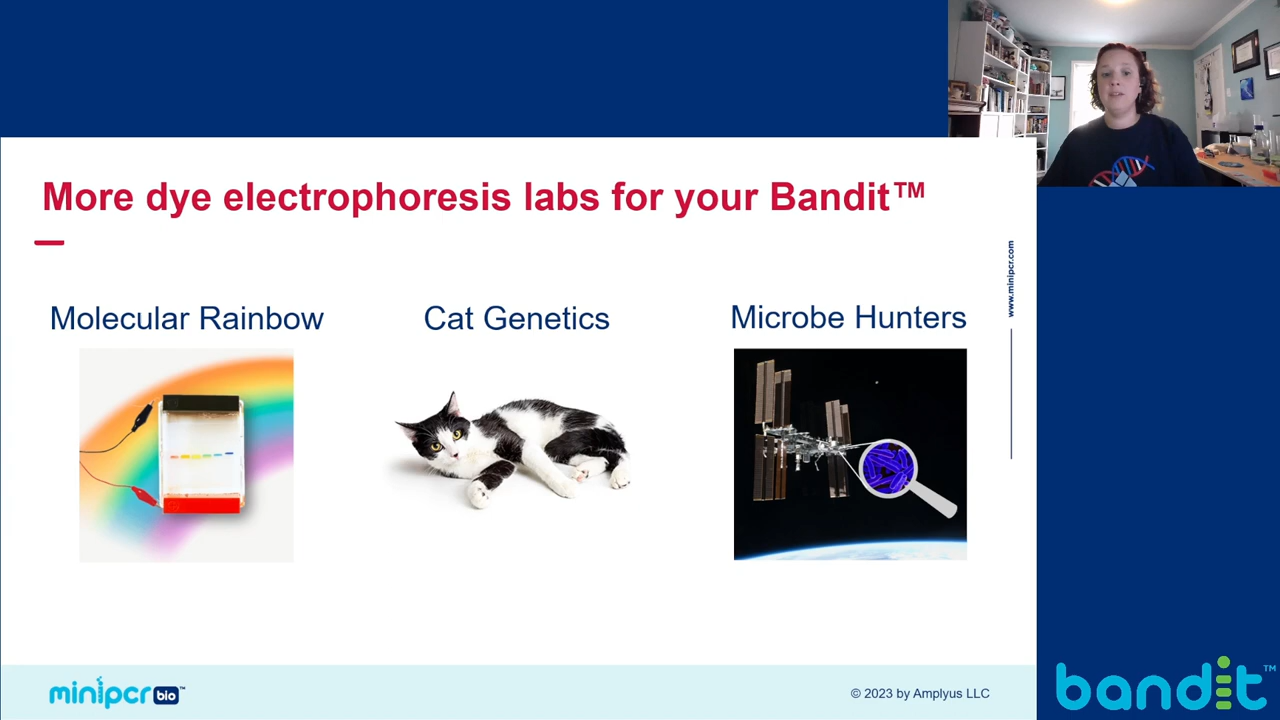 More dye electrophoresis labs for your Bandit™
Molecular Rainbow
Cat Genetics
Microbe Hunters
www.minipcr.com
minipcr bio™
© 2023 by Amplyus LLC
bandit™